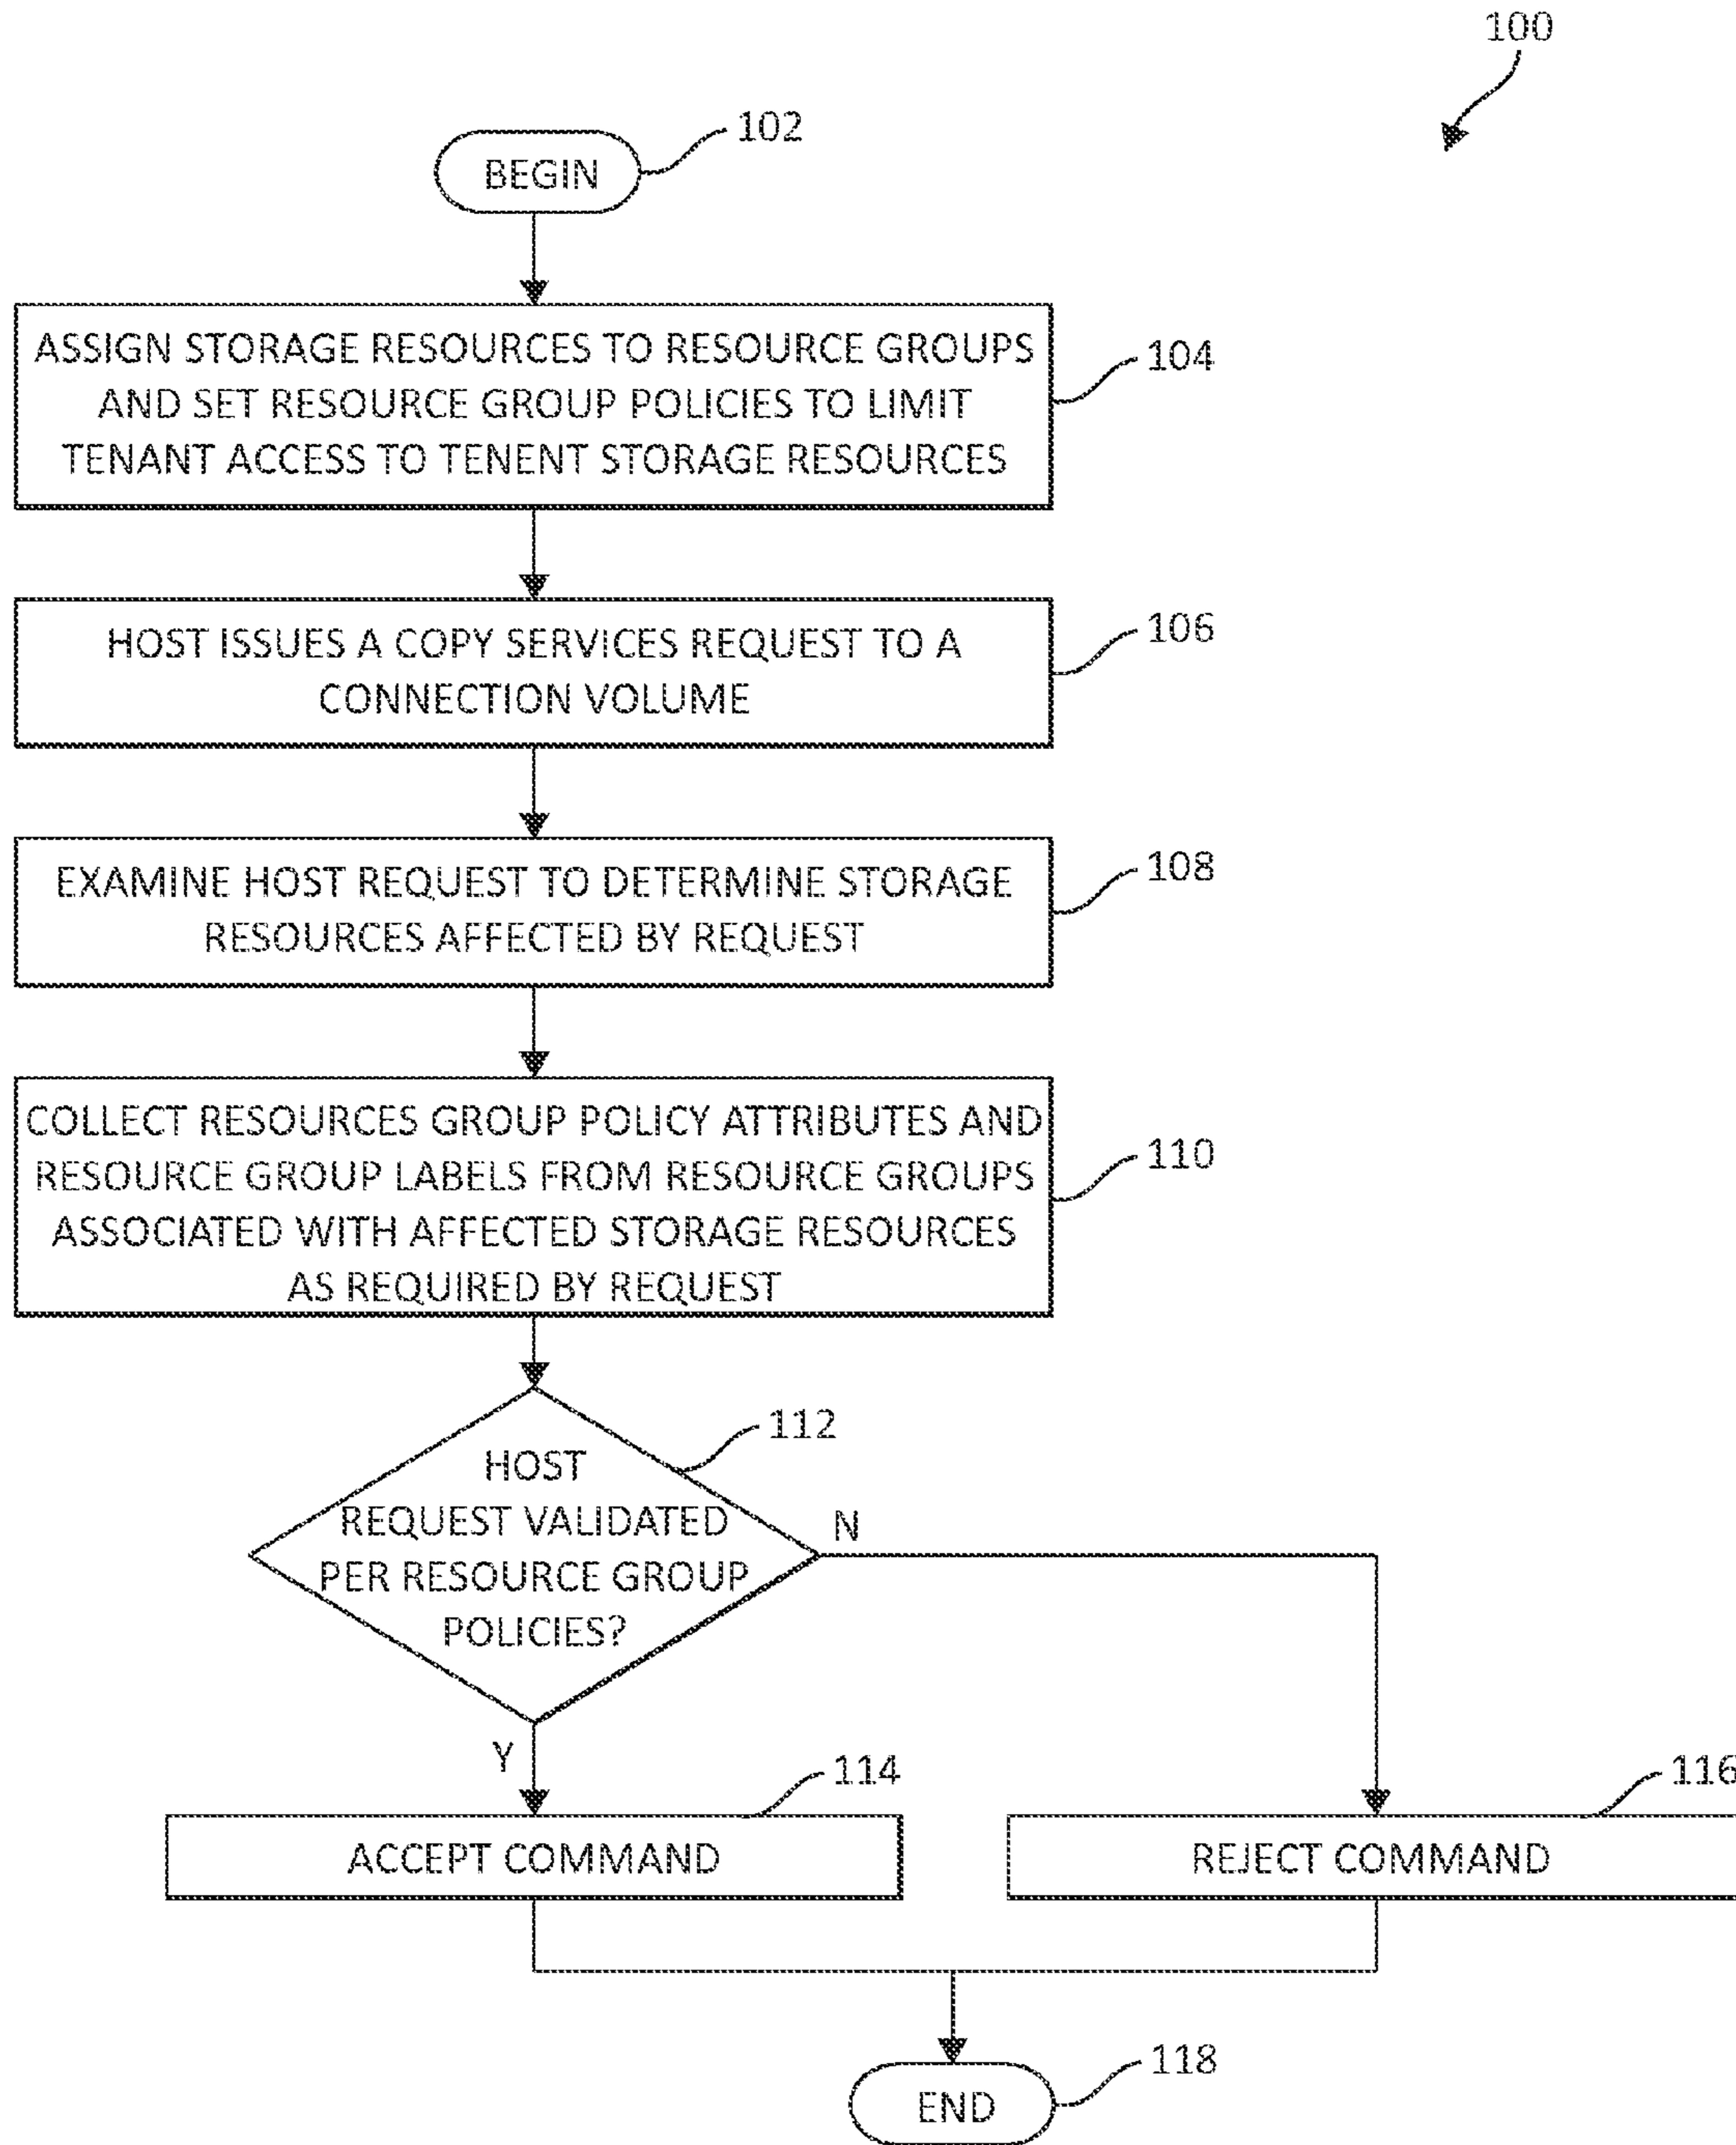 100
102
BEGIN
ASSIGN STORAGE RESOURCES TO RESOURCE GROUPS
AND SET RESOURCE GROUP POLICIES TO LIMIT
TENANT ACCESS TO TENENT STORAGE RESOURCES
104
HOST ISSUES A COPY SERVICES REQUEST TO A
CONNECTION VOLUME
106
EXAMINE HOST REQUEST TO DETERMINE STORAGE
RESOURCES AFFECTED BY REQUEST
108
COLLECT RESOURCES GROUP POLICY ATTRIBUTES AND
RESOURCE GROUP LABELS FROM RESOURCE GROUPS
ASSOCIATED WITH AFFECTED STORAGE RESOURCES
AS REQUIRED BY REQUEST
110
112
HOST
REQUEST VALIDATED
PER RESOURCE GROUP
POLICIES?
N
Y
114
116
ACCEPT COMMAND
REJECT COMMAND
118
END